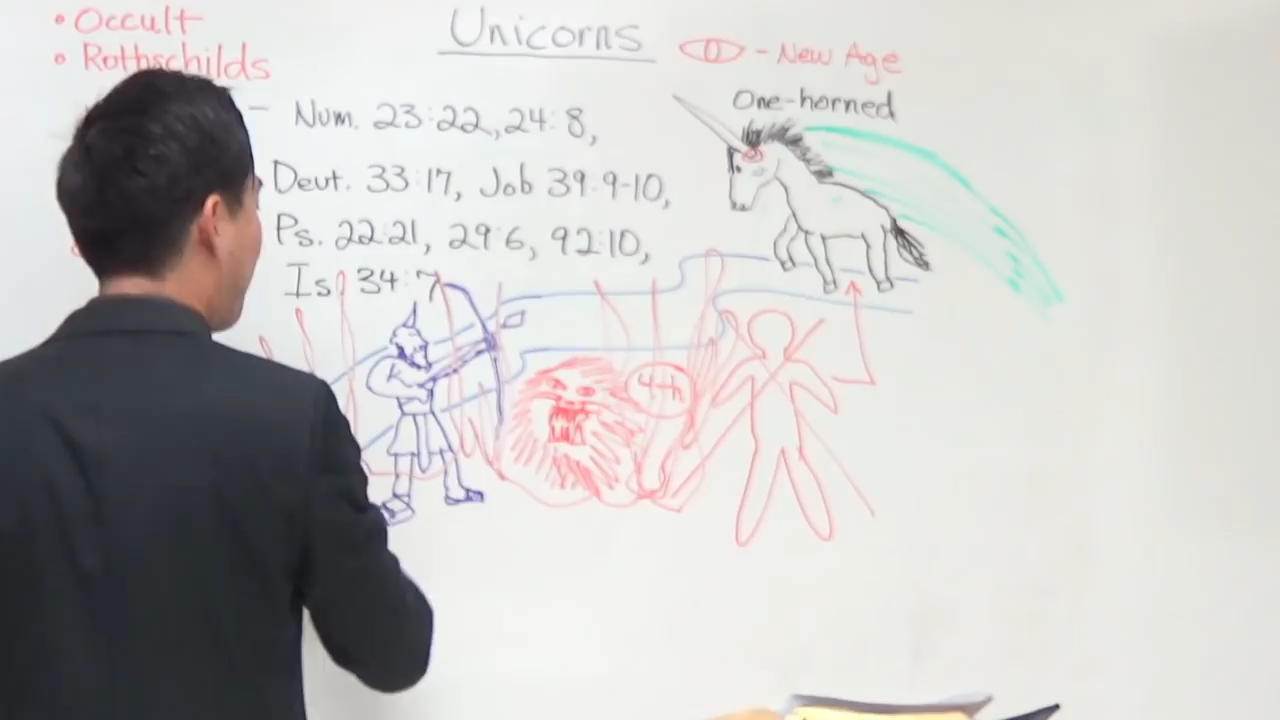 • Occult
Unicorns
• Rothschilds
- New Age
One-horned
- Num. 23:22, 24:8,
Deut. 33:17, Job 39:9-10,
Ps. 22:21, 29:6, 92:10,
Is. 34:7